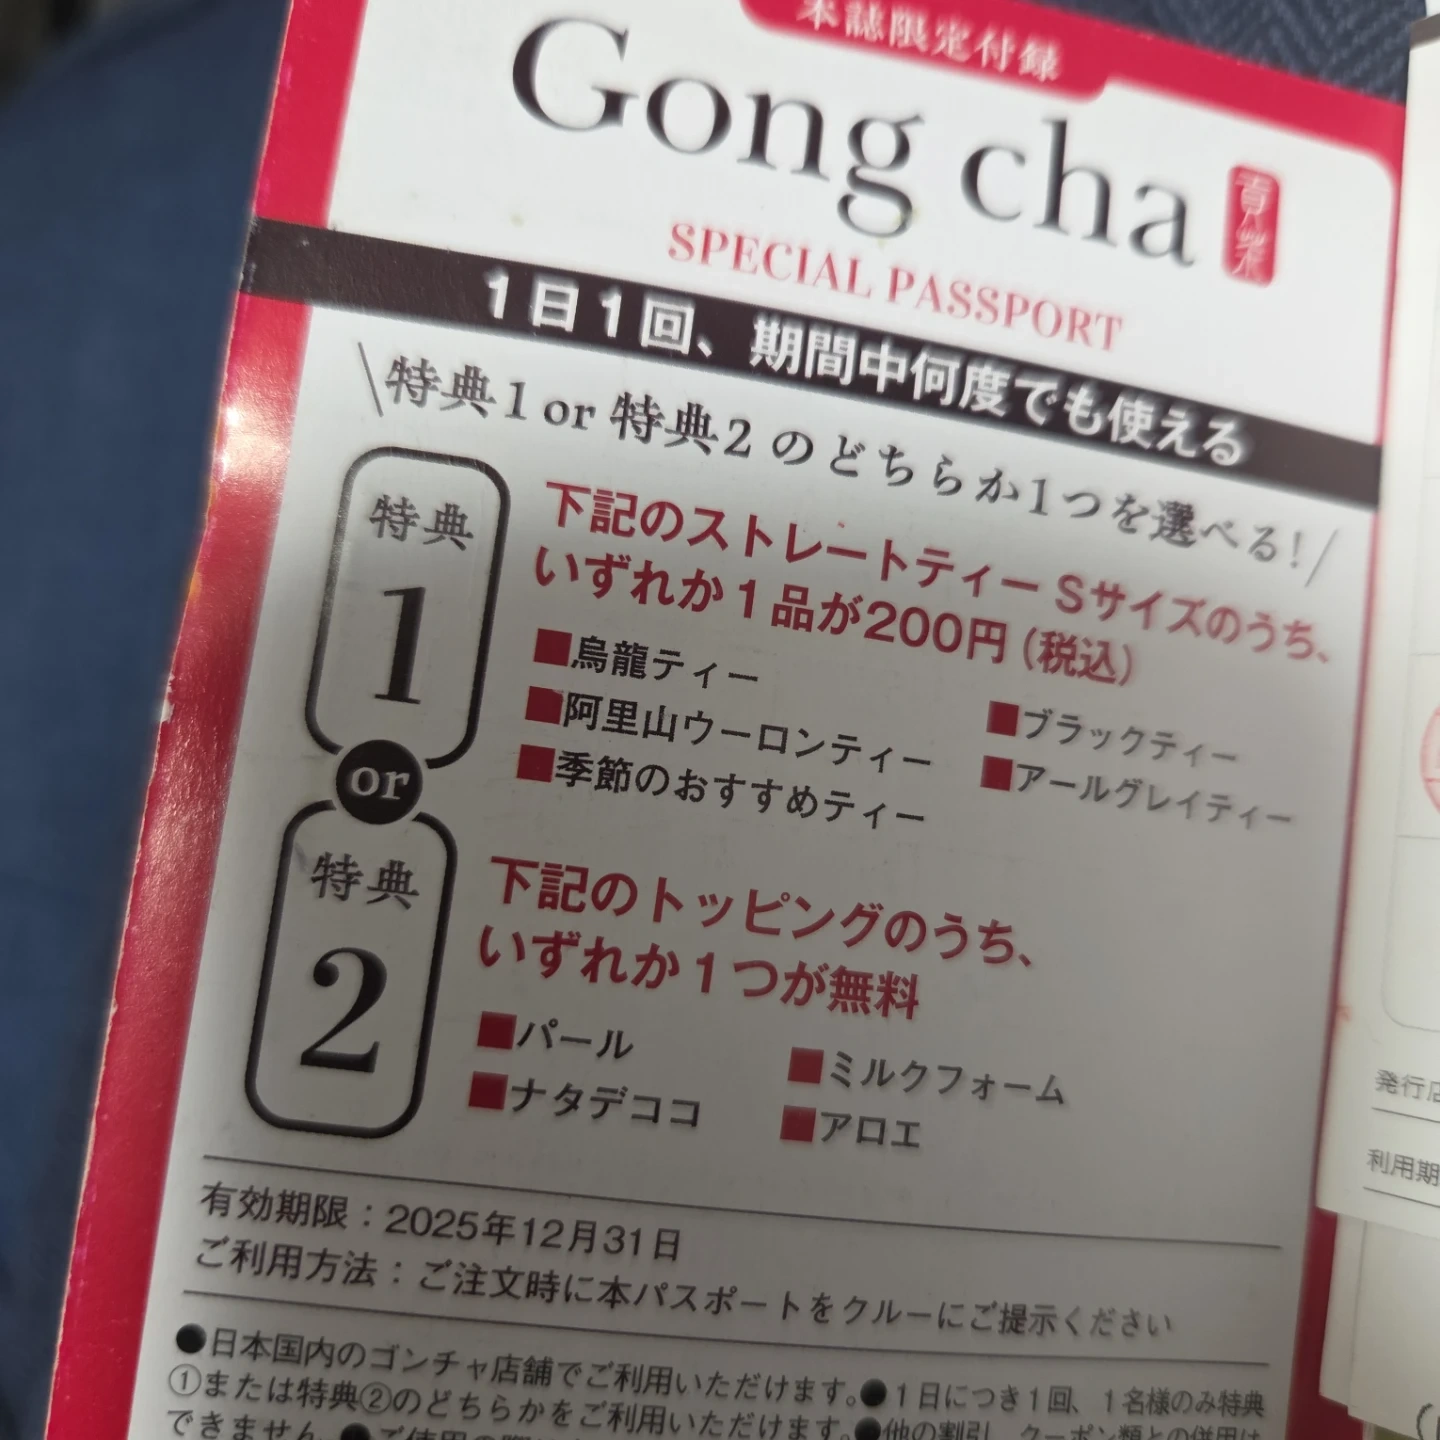 本誌限定付録
Gong cha 貢茶
SPECIAL PASSPORT
1日1回、期間中何度でも使える
特典1 or 特典2 のどちらか1つを選べる!
特典
1
下記のストレートティー Sサイズのうち、
いずれか1品が200円(税込)
■烏龍ティー
■阿里山ウーロンティー
■季節のおすすめティー
■ブラックティー
■アールグレイティー
or
特典
2
下記のトッピングのうち、
いずれか1つが無料
■パール
■ナタデココ
■ミルクフォーム
■アロエ
有効期限:2025年12月31日
ご利用方法:ご注文時に本パスポートをクルーにご提示ください
●日本国内のゴンチャ店舗でご利用いただけます。●1日につき1回、1名様のみ特典
①または特典②のどちらかをご利用いただけます。●他の割引、クーポン類との併用は
できません。
発行店
利用期